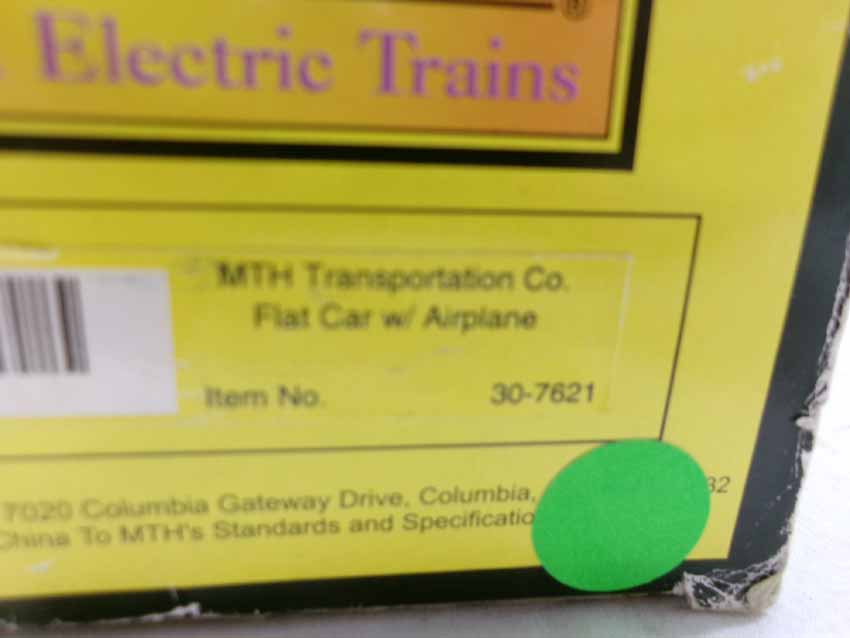 Electric Trains
MTH Transportation Co.
Flat Car w/ Airplane
Item No. 30-7621
7020 Columbia Gateway Drive, Columbia, 32
China To MTH's Standards and Specificatio